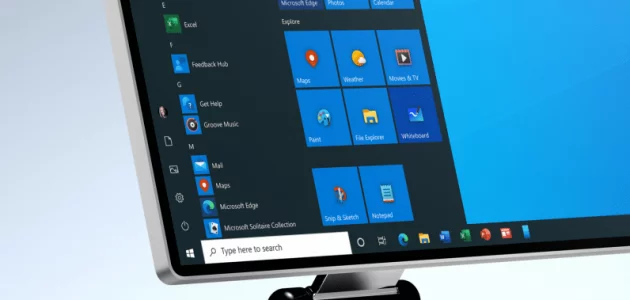 E
Excel
F
Feedback Hub
G
Get Help
Groove Music
M
Mail
Maps
Microsoft Edge
Microsoft Solitaire Collection
Type here to search
Microsoft Edge
Photos
Calendar
Explore
Maps
Weather
Movies & TV
Paint
File Explorer
Whiteboard
Snip & Sketch
Notepad